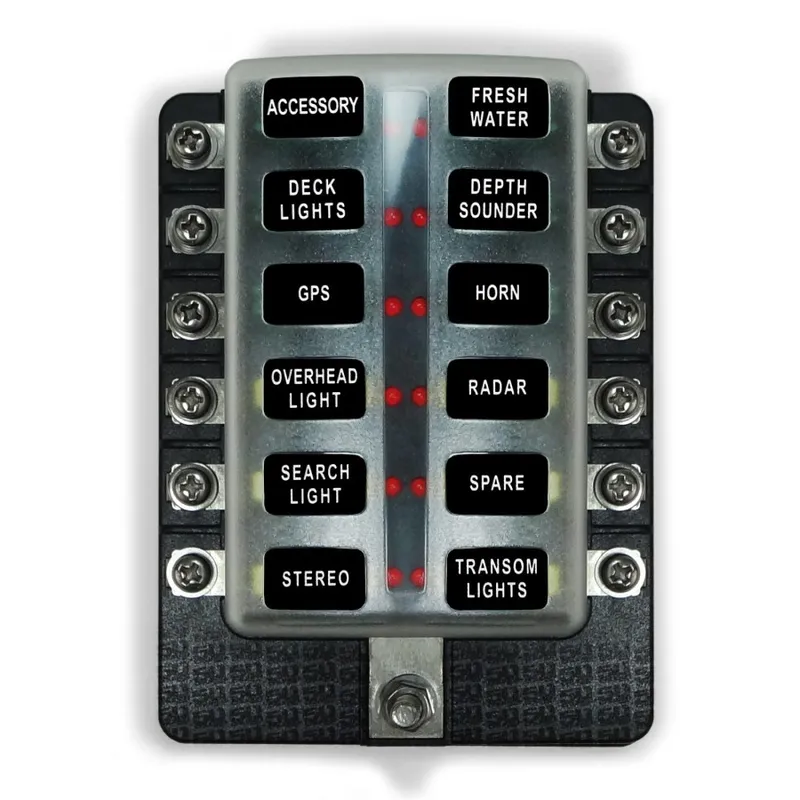 ACCESSORY
FRESH
WATER
DECK
LIGHTS
DEPTH
SOUNDER
GPS
HORN
OVERHEAD
LIGHT
RADAR
SEARCH
LIGHT
SPARE
STEREO
TRANSOM
LIGHTS